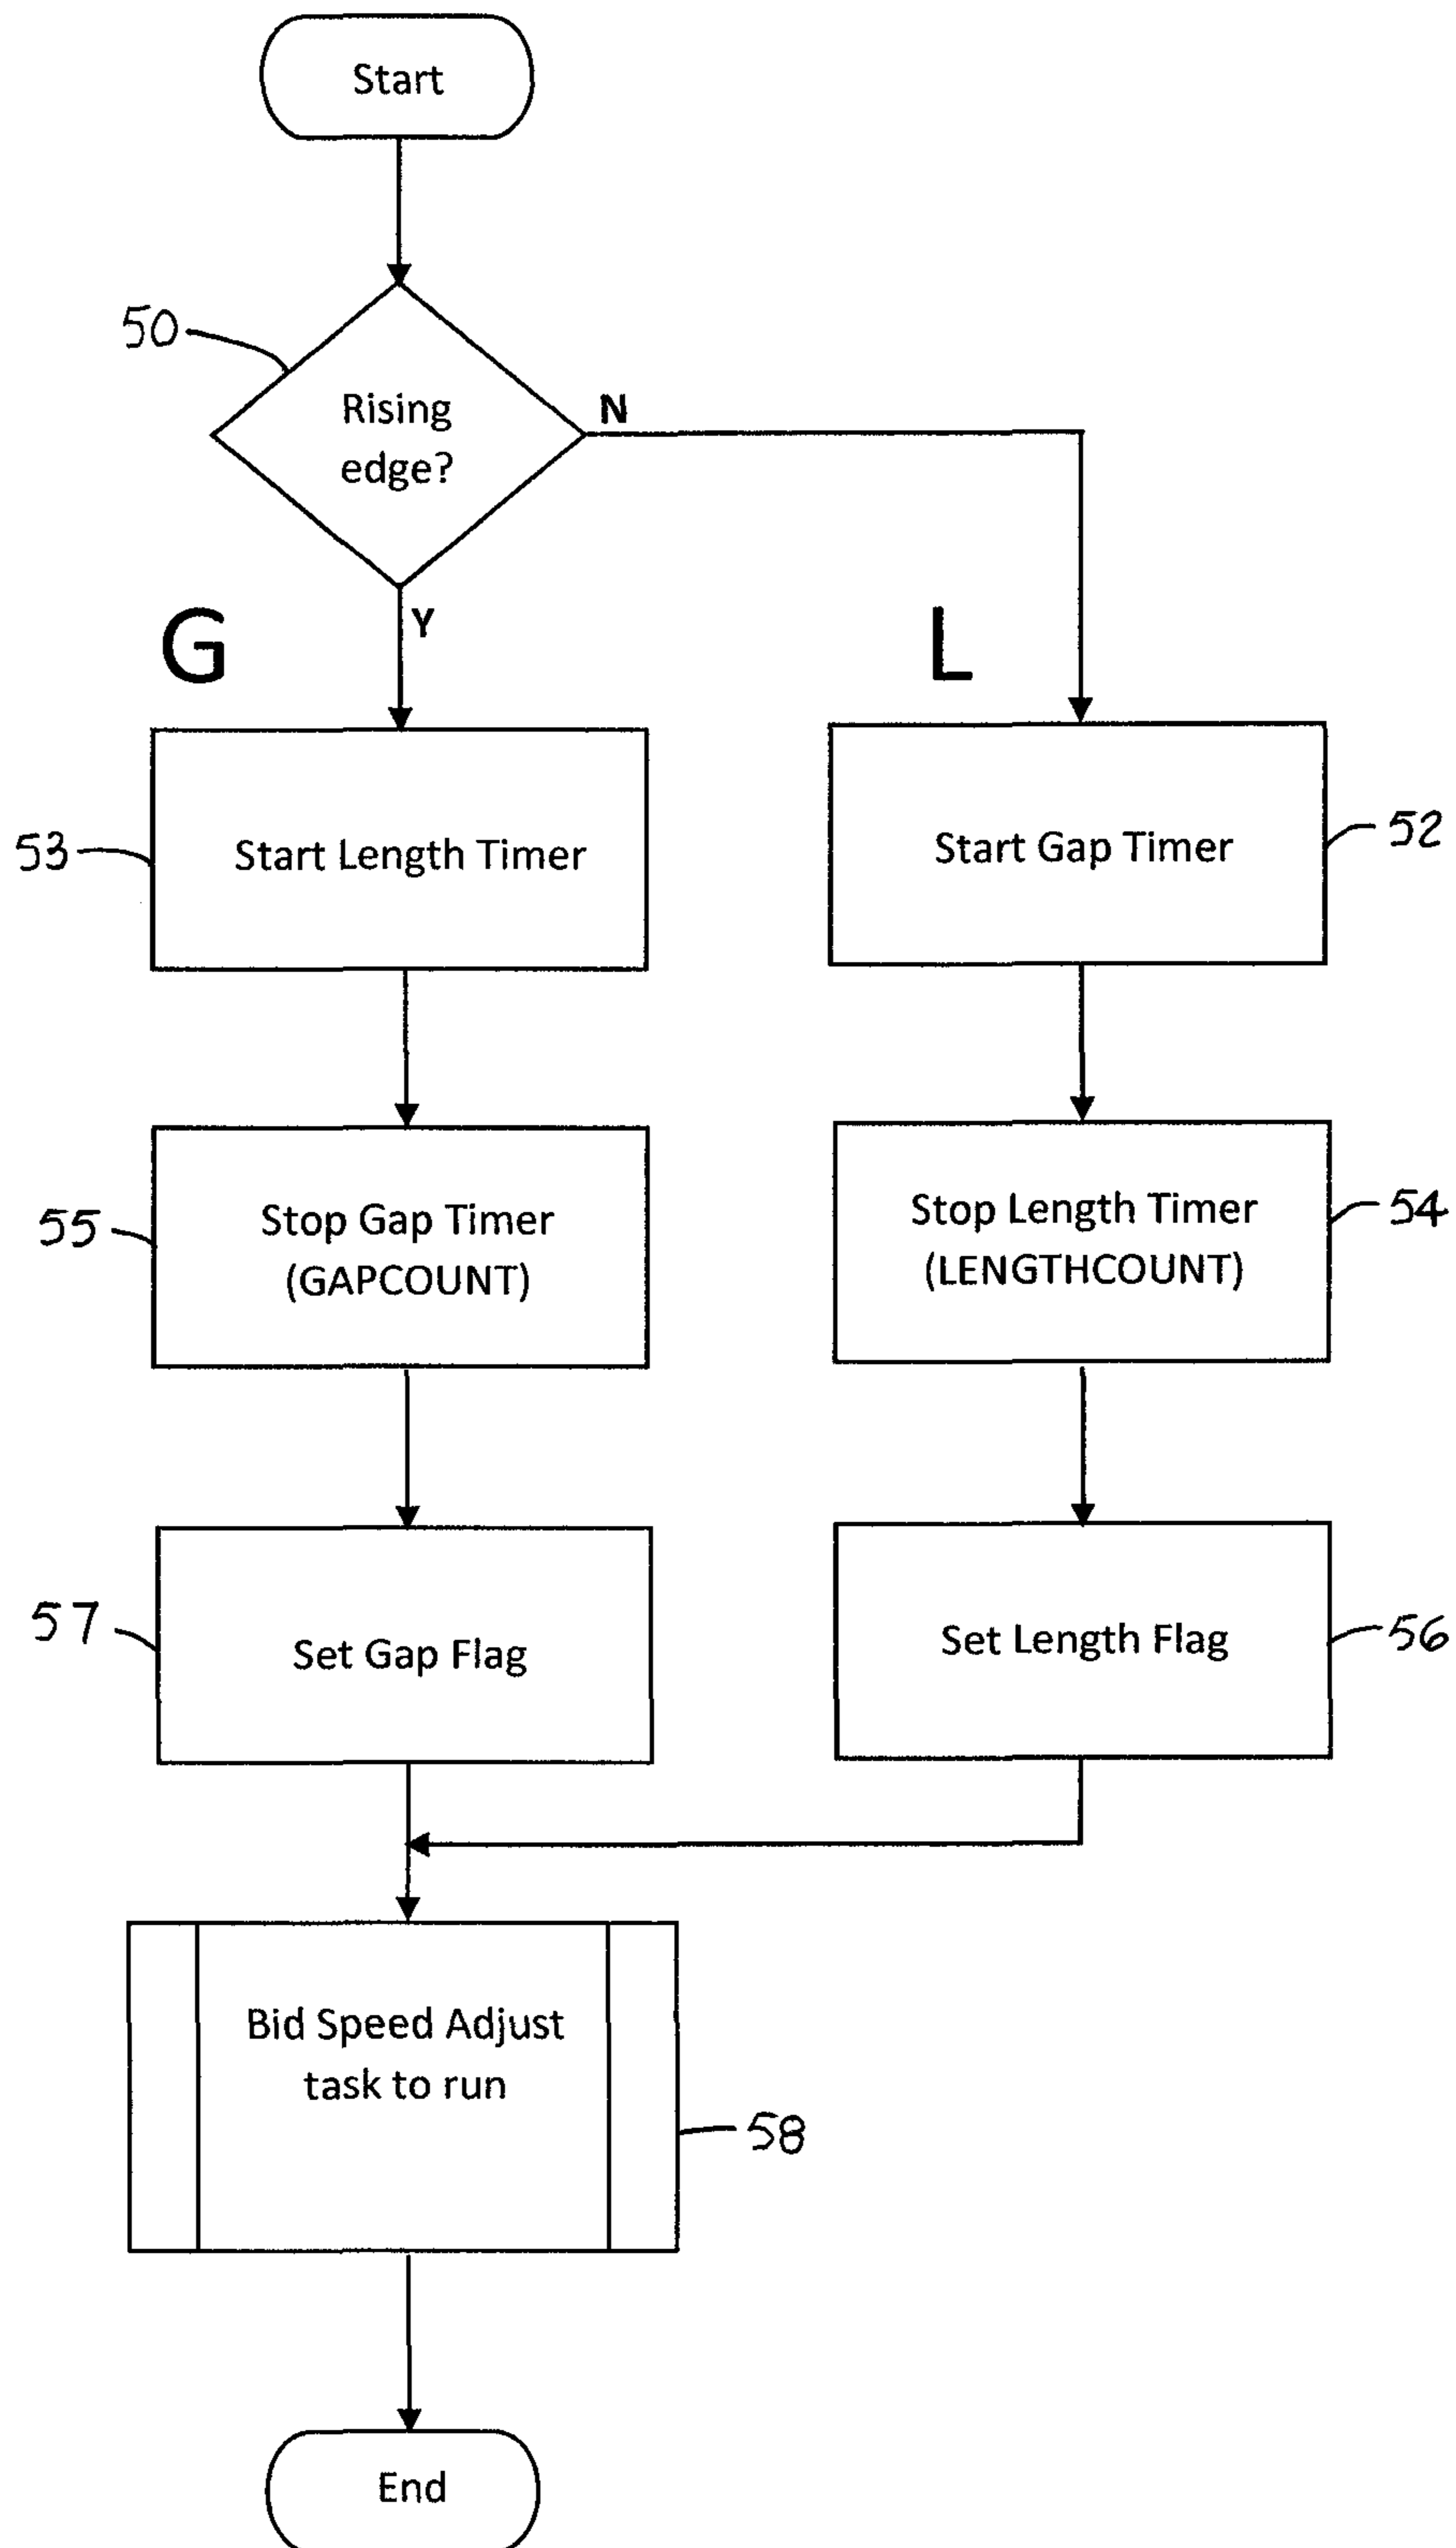 Start
50
Rising
edge?
N
Y
G
L
53
Start Length Timer
Start Gap Timer
52
55
Stop Gap Timer
(GAPCOUNT)
Stop Length Timer
(LENGTHCOUNT)
54
57
Set Gap Flag
Set Length Flag
56
Bid Speed Adjust
task to run
58
End